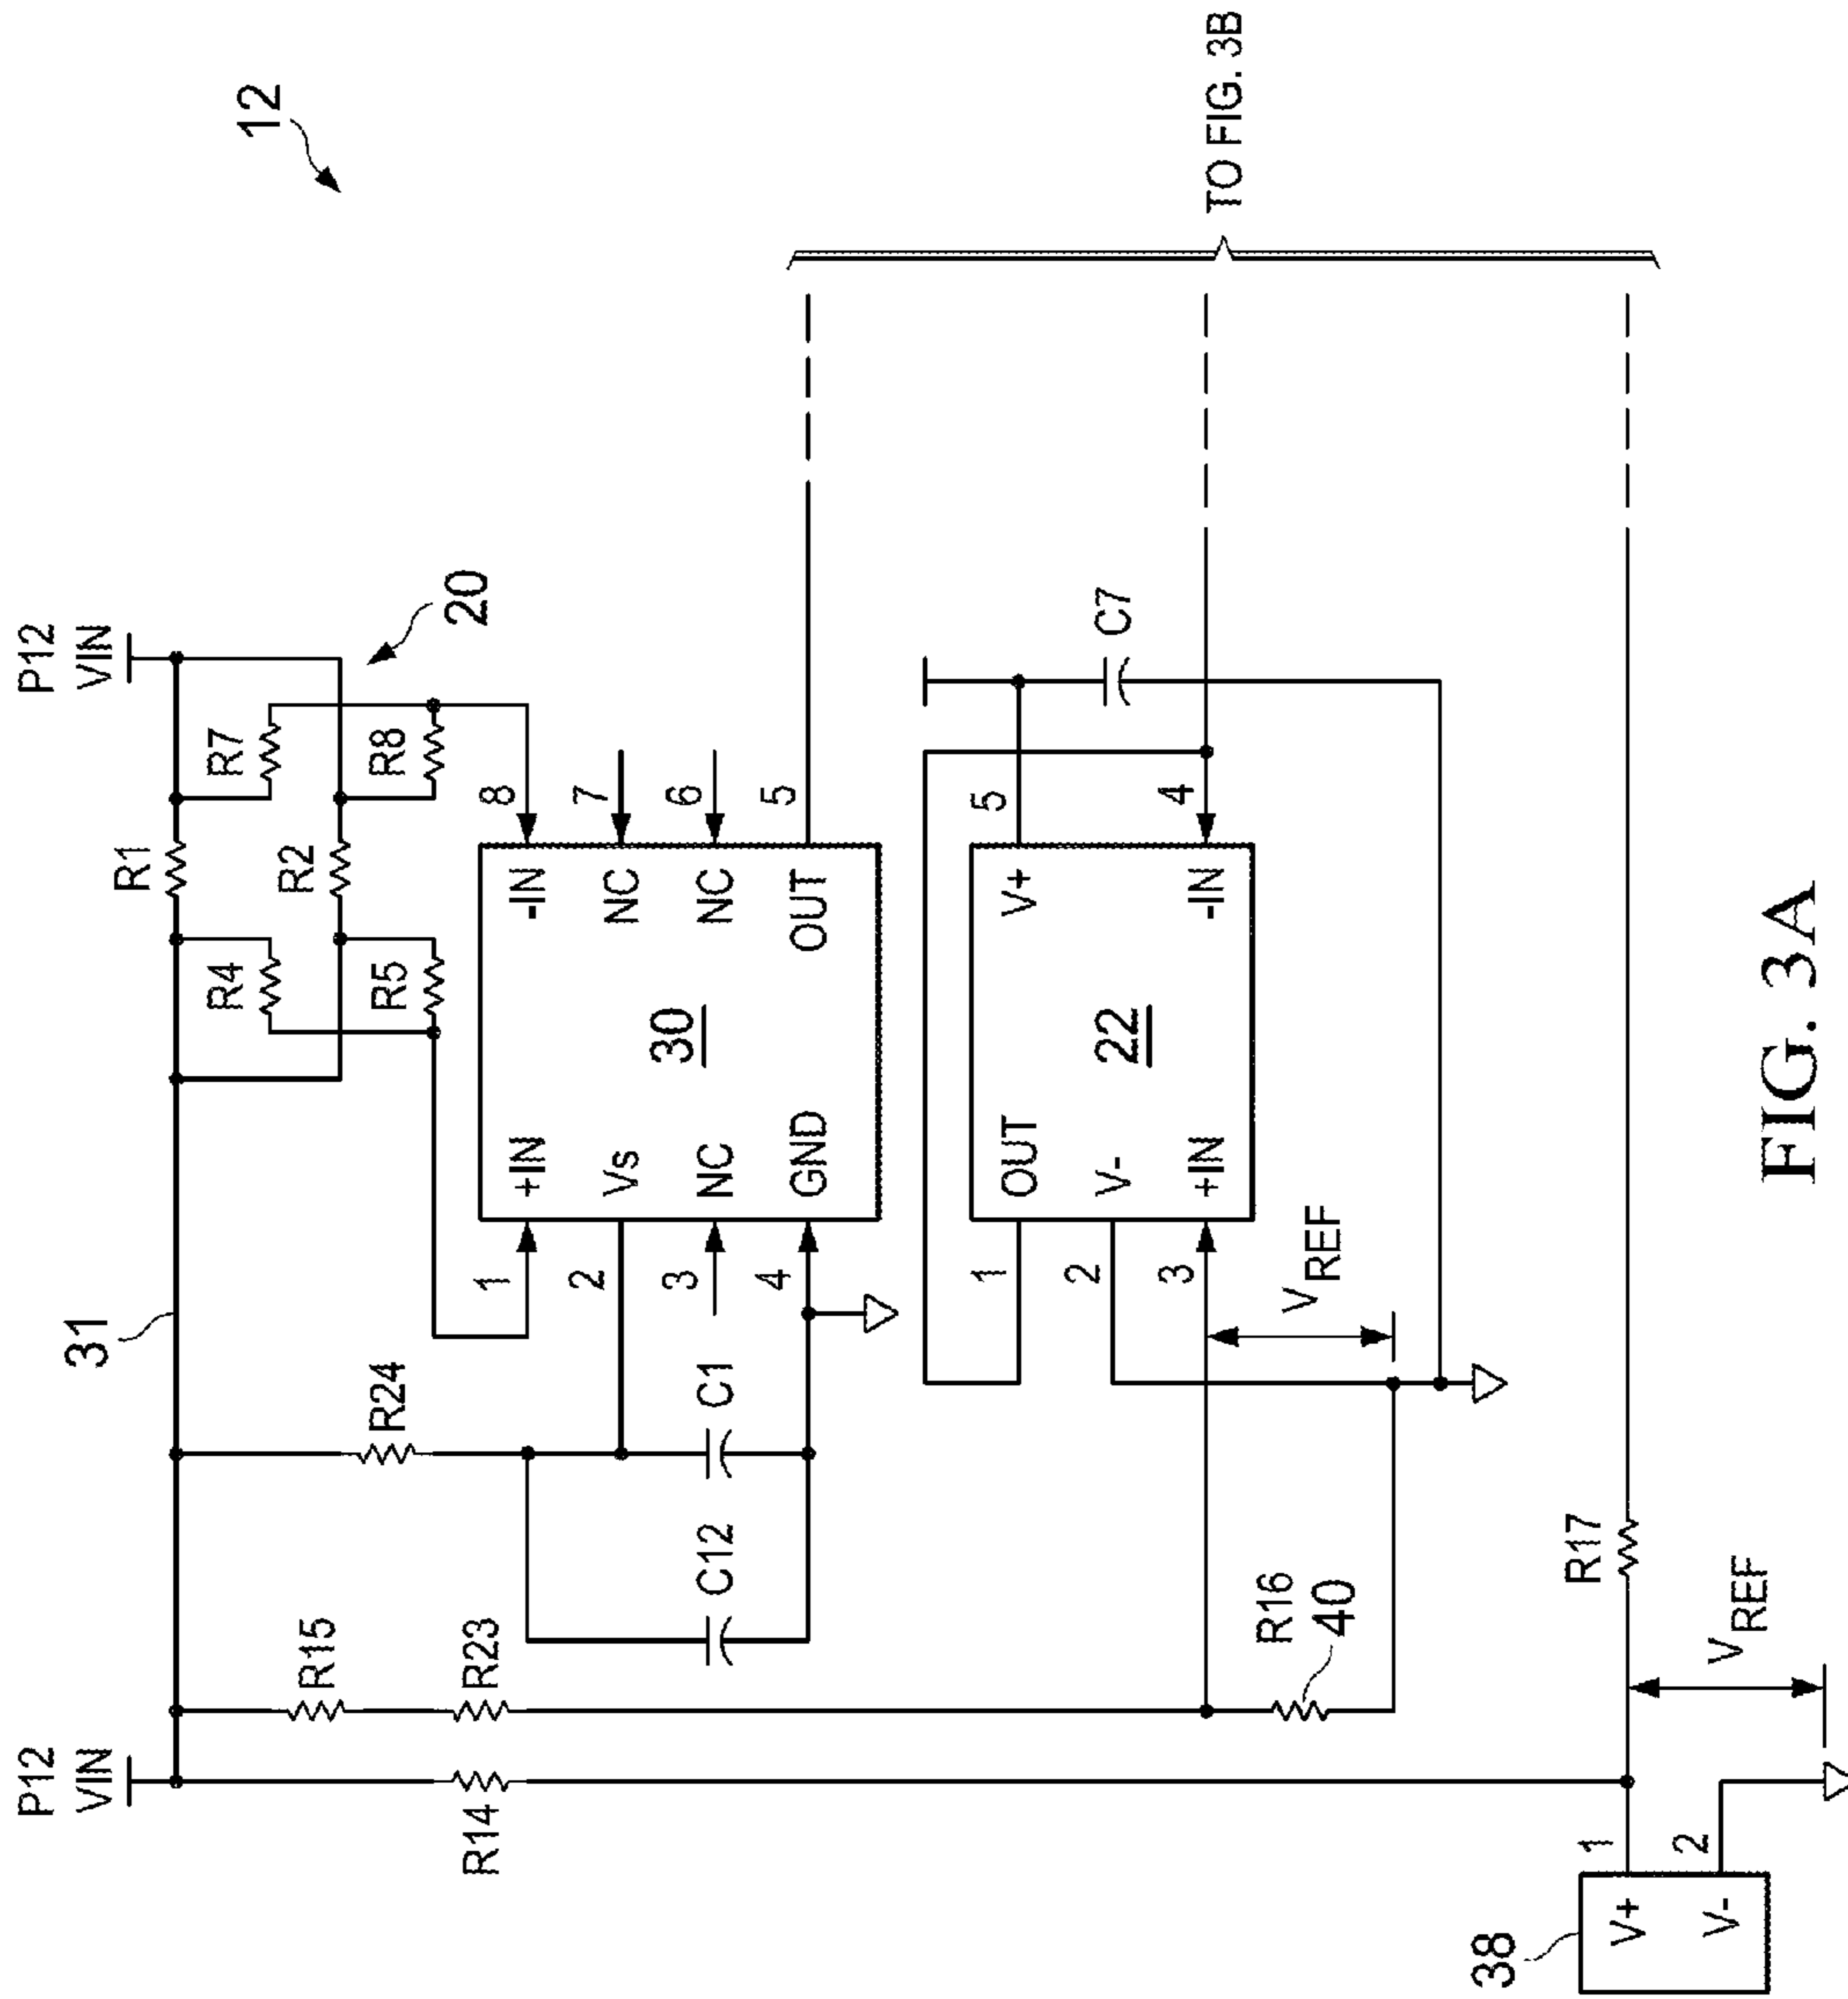 12
P12
VIN
P12
VIN
31
20
R1
R7
R4
R2
R8
R5
R24
R15
R23
R14
C12
C1
1
+IN
-IN
8
2
Vs
NC
7
30
3
NC
NC
6
4
GND
OUT
5
C7
1
OUT
V+
5
22
2
V-
3
+IN
-IN
4
VREF
R16
40
TO FIG. 3B
R17
VREF
38
V+
1
V-
2
FIG. 3A